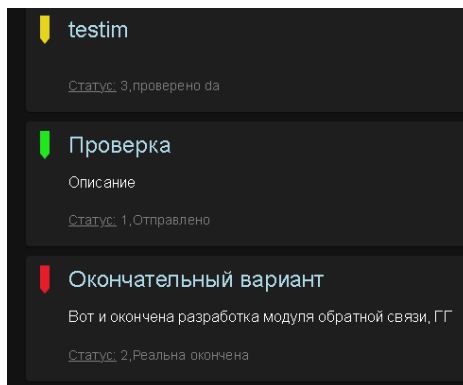 testim
Статус: 3,проверено da
Проверка
Описание
Статус: 1,Отправлено
Окончательный вариант
Вот и окончена разработка модуля обратной связи, ГГ
Статус: 2,Реальна окончена